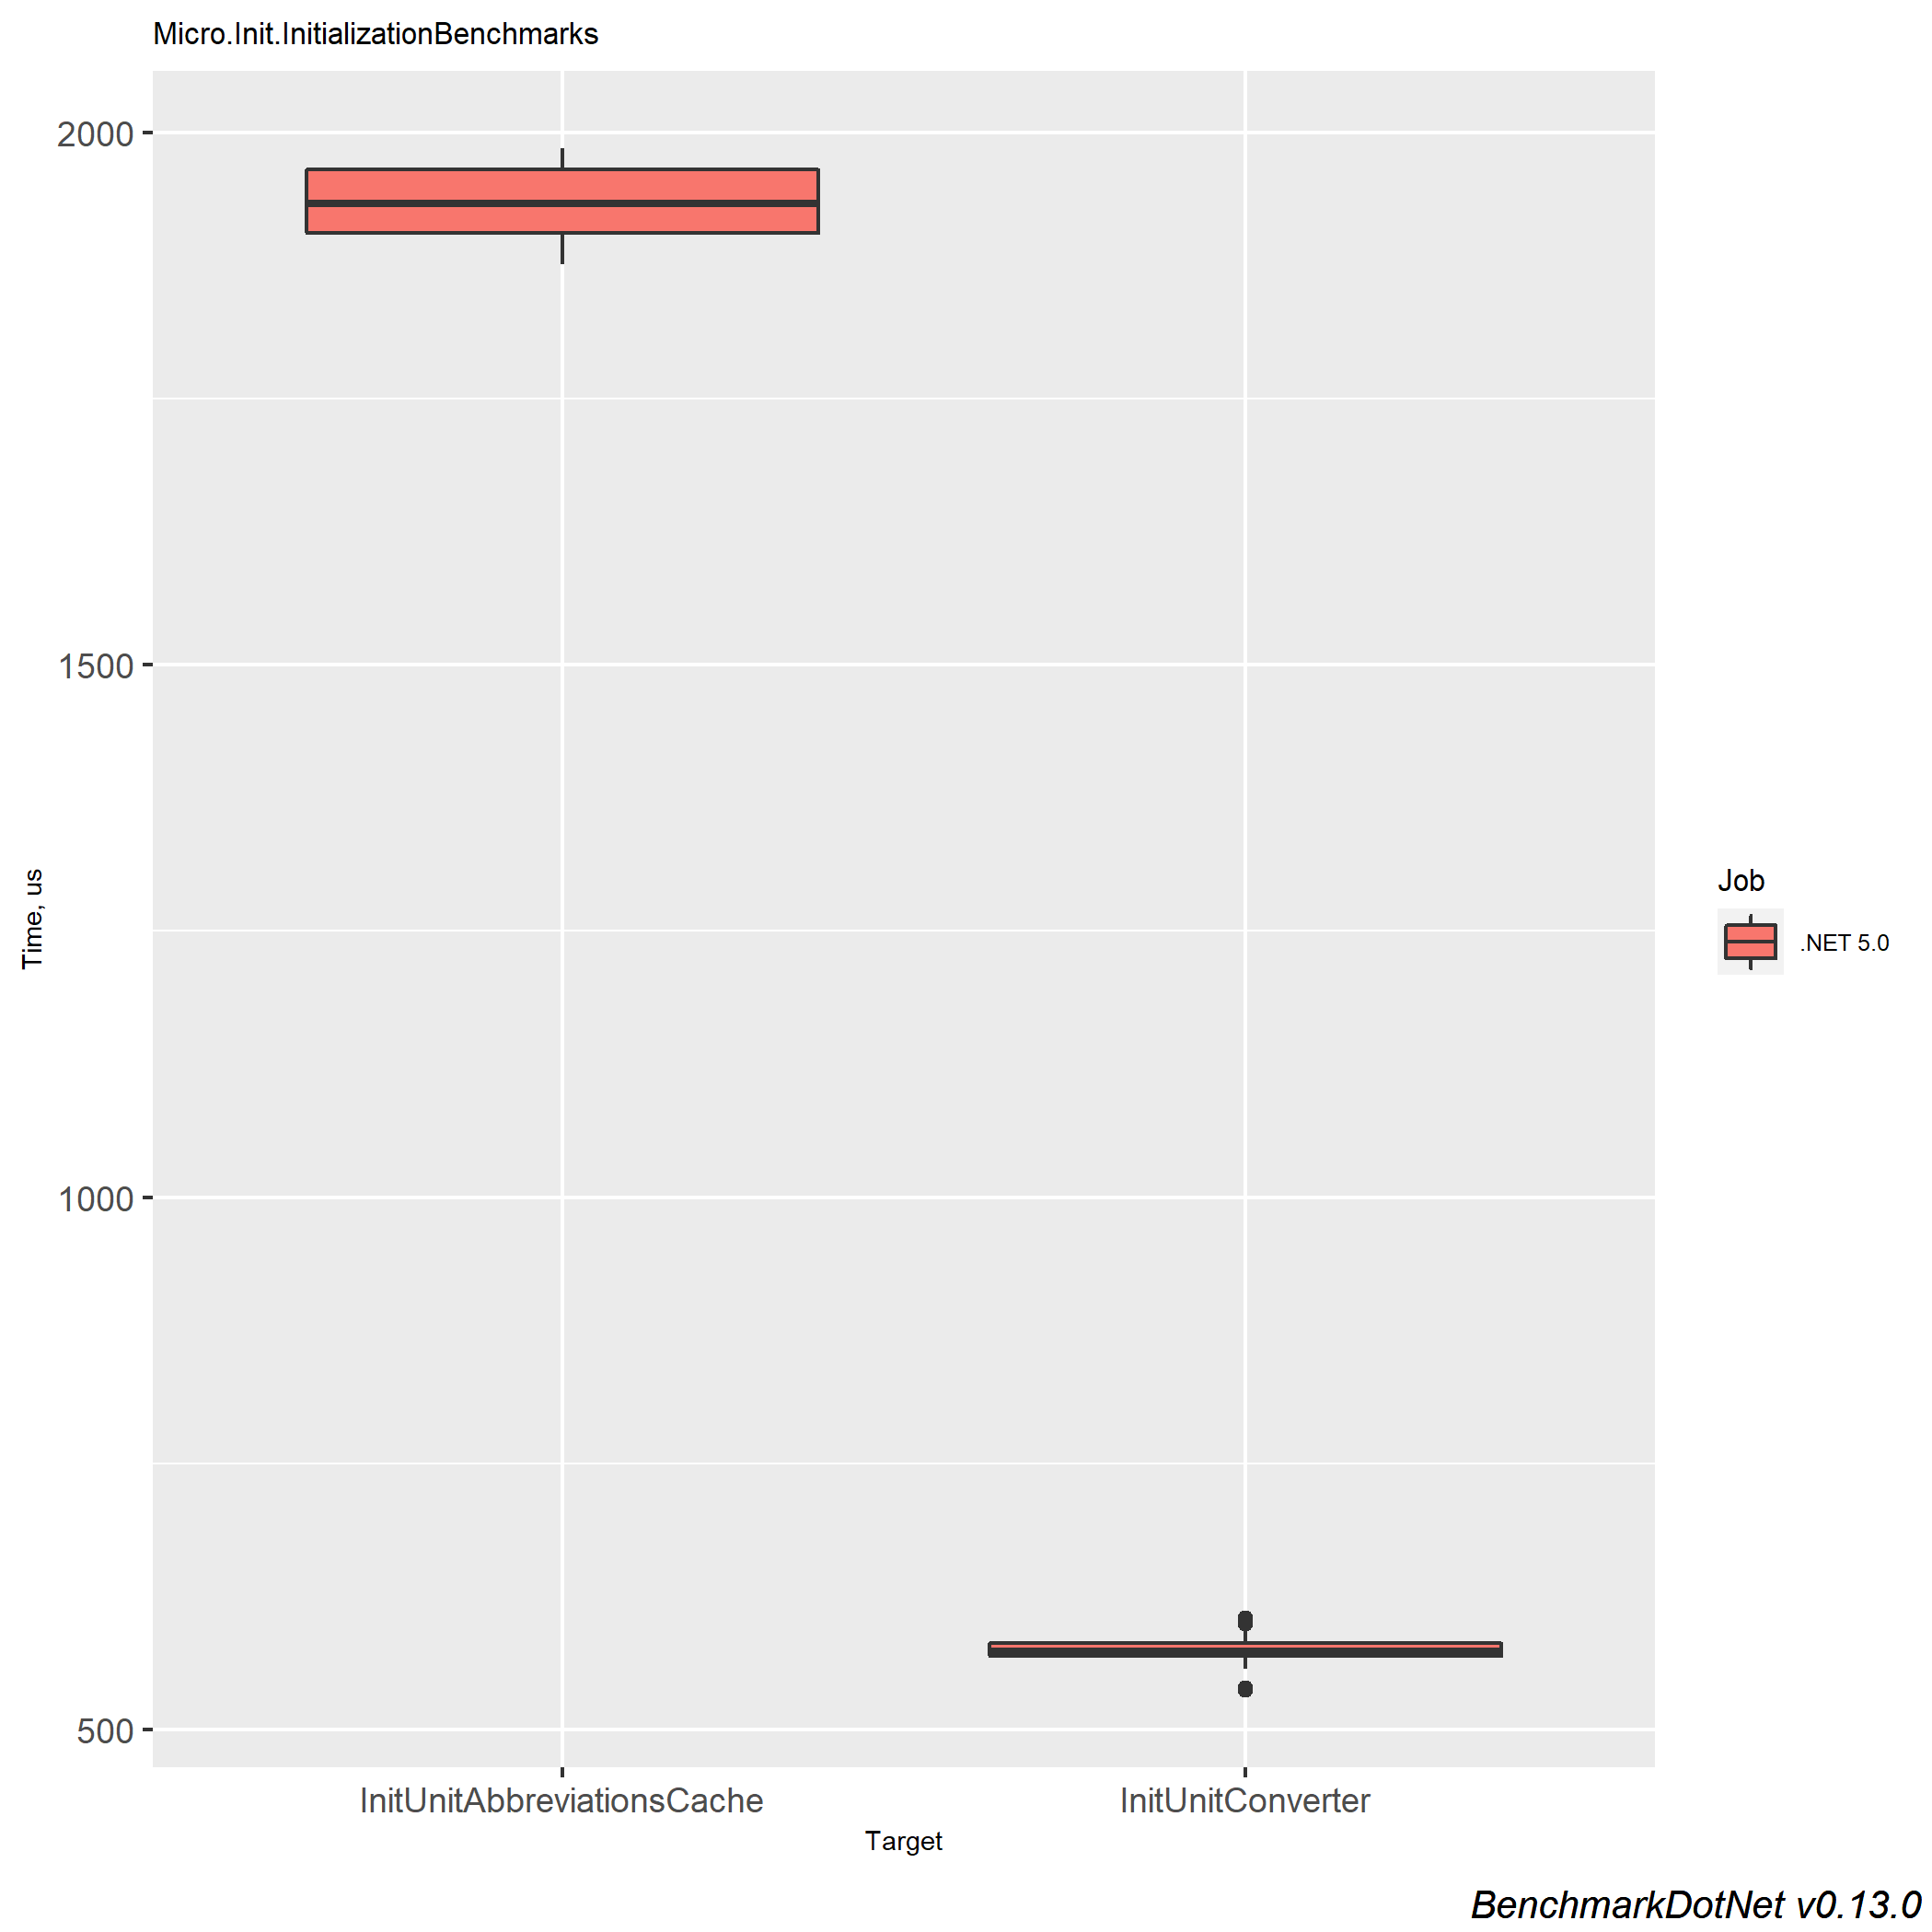 Micro.Init.InitializationBenchmarks
2000
1500
1000
500
Time, us
InitUnitAbbreviationsCache
InitUnitConverter
Target
Job
.NET 5.0
BenchmarkDotNet v0.13.0